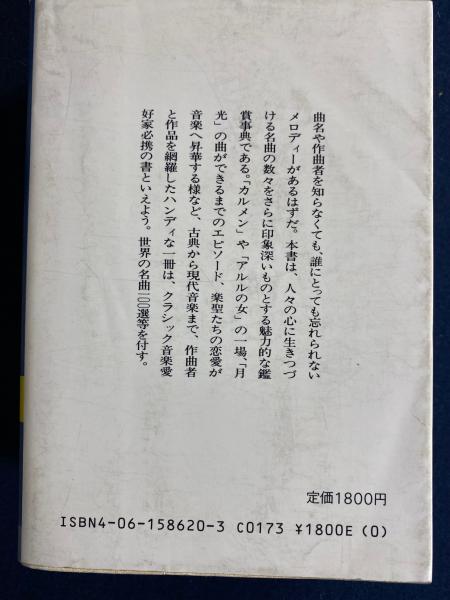 曲名や作曲者を知らなくても、誰にとっても忘れられない
メロディーがあるはずだ。本書は、人々の心に生きつづ
ける名曲の数々をさらに印象深いものとする魅力的な鑑
賞事典である。「カルメン」や「アルルの女」の一場、「月
光」の曲ができるまでのエピソード、楽聖たちの恋愛が
音楽へ昇華する様など、古典から現代音楽まで、作曲者
と作品を網羅したハンディな一冊は、クラシック音楽愛
好家必携の書といえよう。世界の名曲一〇〇選等を付す。
定価1800円
ISBN4-06-158620-3 C0173 ¥1800E (0)